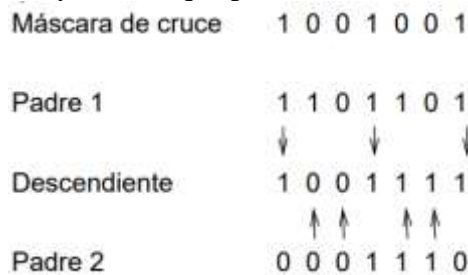 Máscara de cruce 1 0 0 1 0 0 1
Padre 1 1 1 0 1 1 0 1
Descendiente 1 0 0 1 1 1 1
Padre 2 0 0 0 1 1 1 0